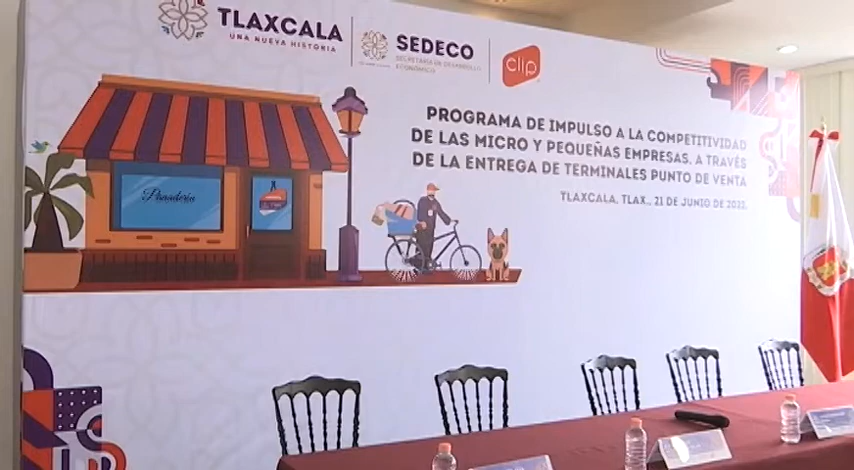 TLAXCALA
UNA NUEVA HISTORIA
SEDECO
SECRETARÍA DE DESARROLLO
ECONÓMICO
clip
PROGRAMA DE IMPULSO A LA COMPETITIVIDAD
DE LAS MICRO Y PEQUEÑAS EMPRESAS, A TRAVÉS
DE LA ENTREGA DE TERMINALES PUNTO DE VENTA
TLAXCALA, TLAX., 21 DE JUNIO DE 2022.
Panadería